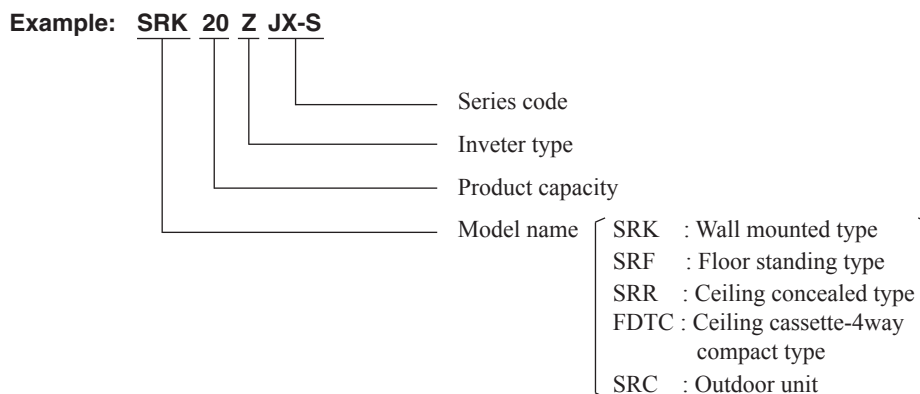 Example: SRK 20 Z JX-S
Series code
Inveter type
Product capacity
Model name
SRK : Wall mounted type
SRF : Floor standing type
SRR : Ceiling concealed type
FDTC : Ceiling cassette-4way
compact type
SRC : Outdoor unit